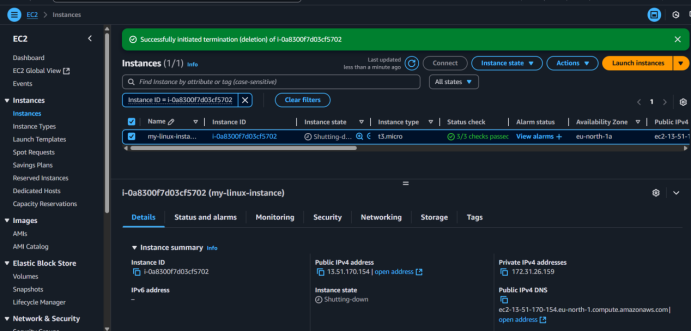 EC2 > Instances
Successfully initiated termination (deletion) of i-0a8300f7d03cf5702
EC2
Dashboard
EC2 Global View
Events
Instances
Instances
Instance Types
Launch Templates
Spot Requests
Savings Plans
Reserved Instances
Dedicated Hosts
Capacity Reservations
Images
AMIs
AMI Catalog
Elastic Block Store
Volumes
Snapshots
Lifecycle Manager
Network & Security
Instances (1/1) Info
Last updated
less than a minute ago
Connect
Instance state
Actions
Launch instances
Find Instance by attribute or tag (case-sensitive)
All states
Instance ID = i-0a8300f7d03cf5702
Clear filters
1
Name Instance ID Instance state Instance type Status check Alarm status Availability Zone Public IPv4
my-linux-insta... i-0a8300f7d03cf5702 Shutting-d... t3.micro 3/3 checks passec View alarms + eu-north-1a ec2-13-51-1
i-0a8300f7d03cf5702 (my-linux-instance)
Details Status and alarms Monitoring Security Networking Storage Tags
Instance summary Info
Instance ID
i-0a8300f7d03cf5702
IPv6 address
–
Public IPv4 address
13.51.170.154 | open address
Instance state
Shutting-down
Private IPv4 addresses
172.31.26.159
Public IPv4 DNS
ec2-13-51-170-154.eu-north-1.compute.amazonaws.com |
open address